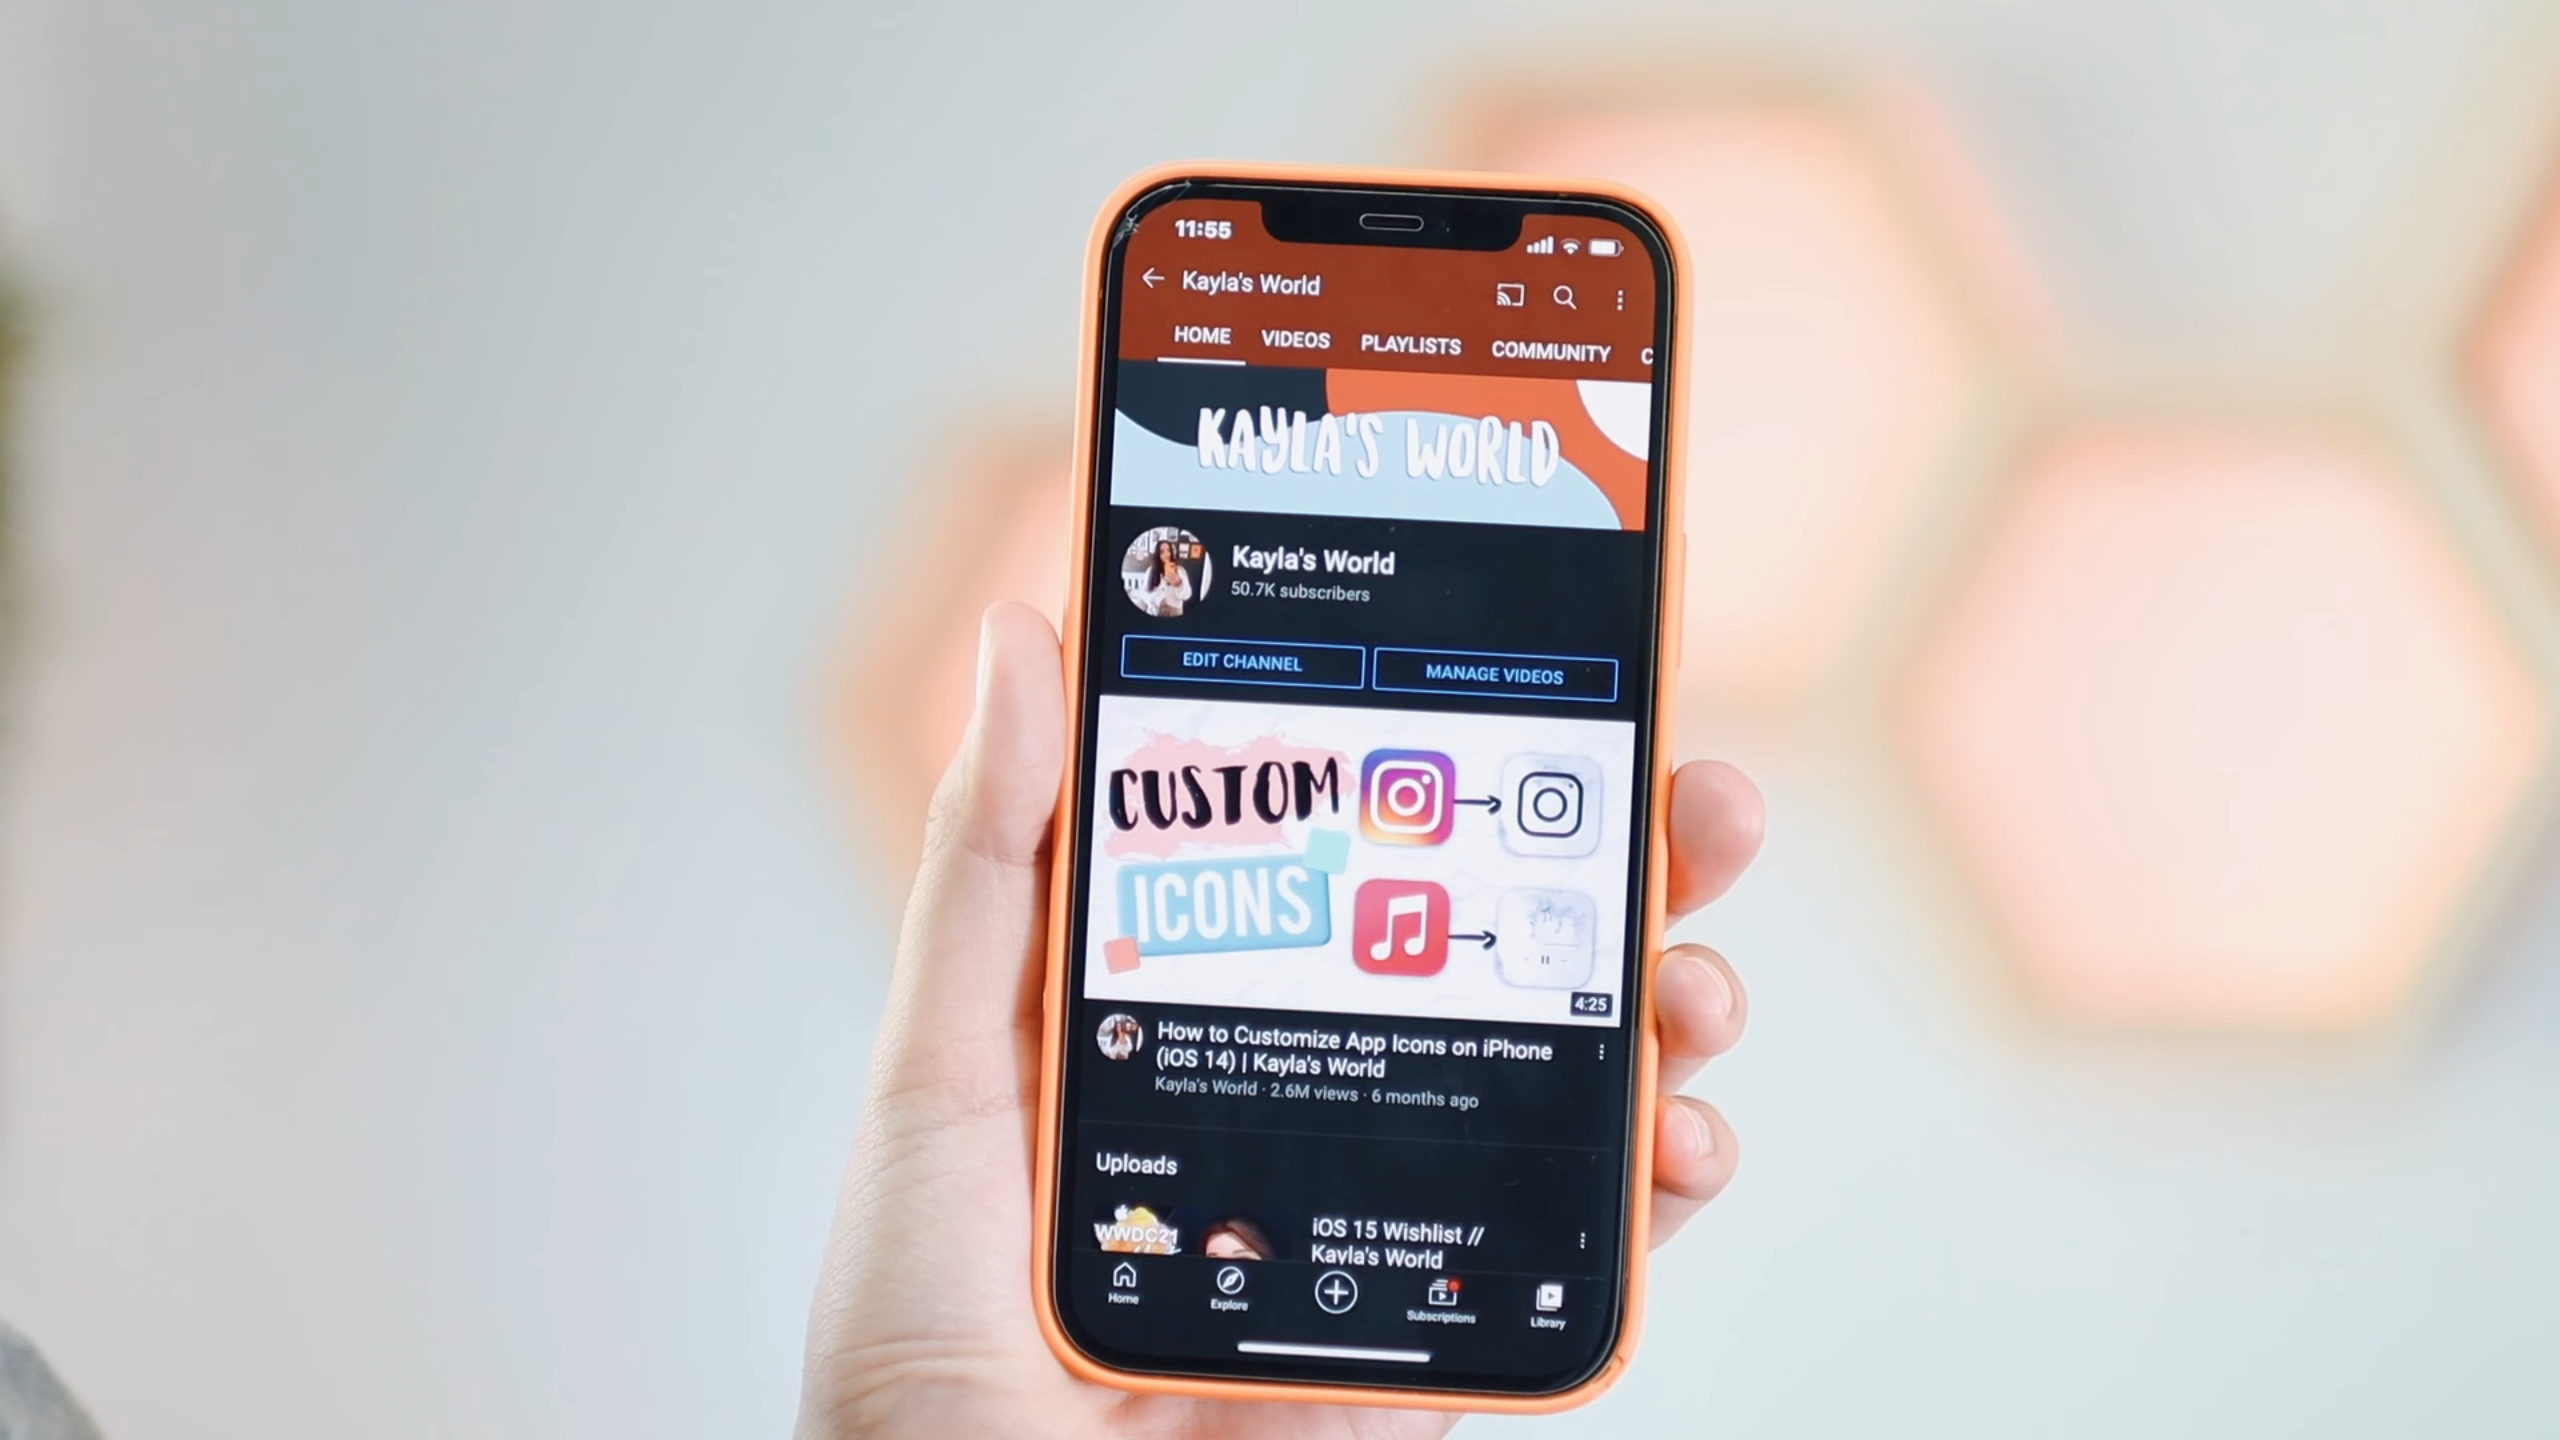 11:55
Kayla's World
HOME VIDEOS PLAYLISTS COMMUNITY C
KAYLA'S WORLD
Kayla's World
50.7K subscribers
EDIT CHANNEL MANAGE VIDEOS
CUSTOM
ICONS
4:25
How to Customize App Icons on iPhone
(iOS 14) | Kayla's World
Kayla's World · 2.6M views · 6 months ago
Uploads
WWDC21
iOS 15 Wishlist //
Kayla's World
Home Explore Subscriptions Library